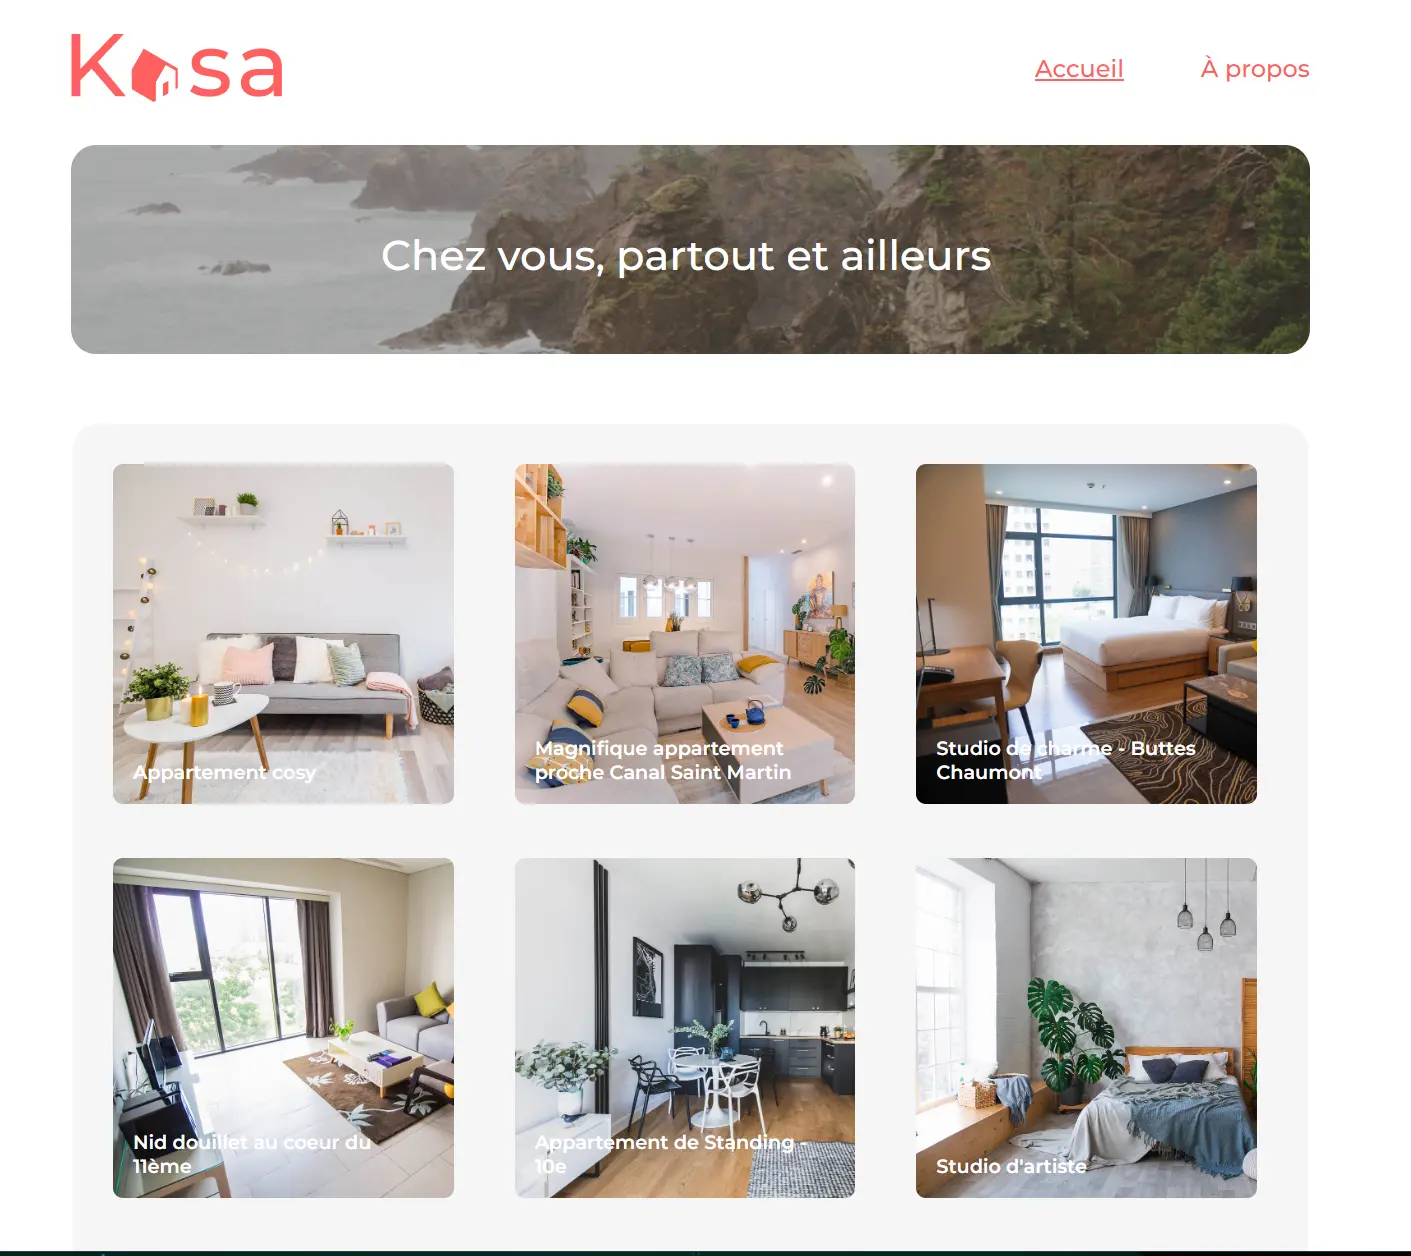 Kasa
Accueil
À propos
Chez vous, partout et ailleurs
Appartement cosy
Magnifique appartement
proche Canal Saint Martin
Studio de charme - Buttes
Chaumont
Nid douillet au coeur du
11ème
Appartement de Standing -
10e
Studio d'artiste